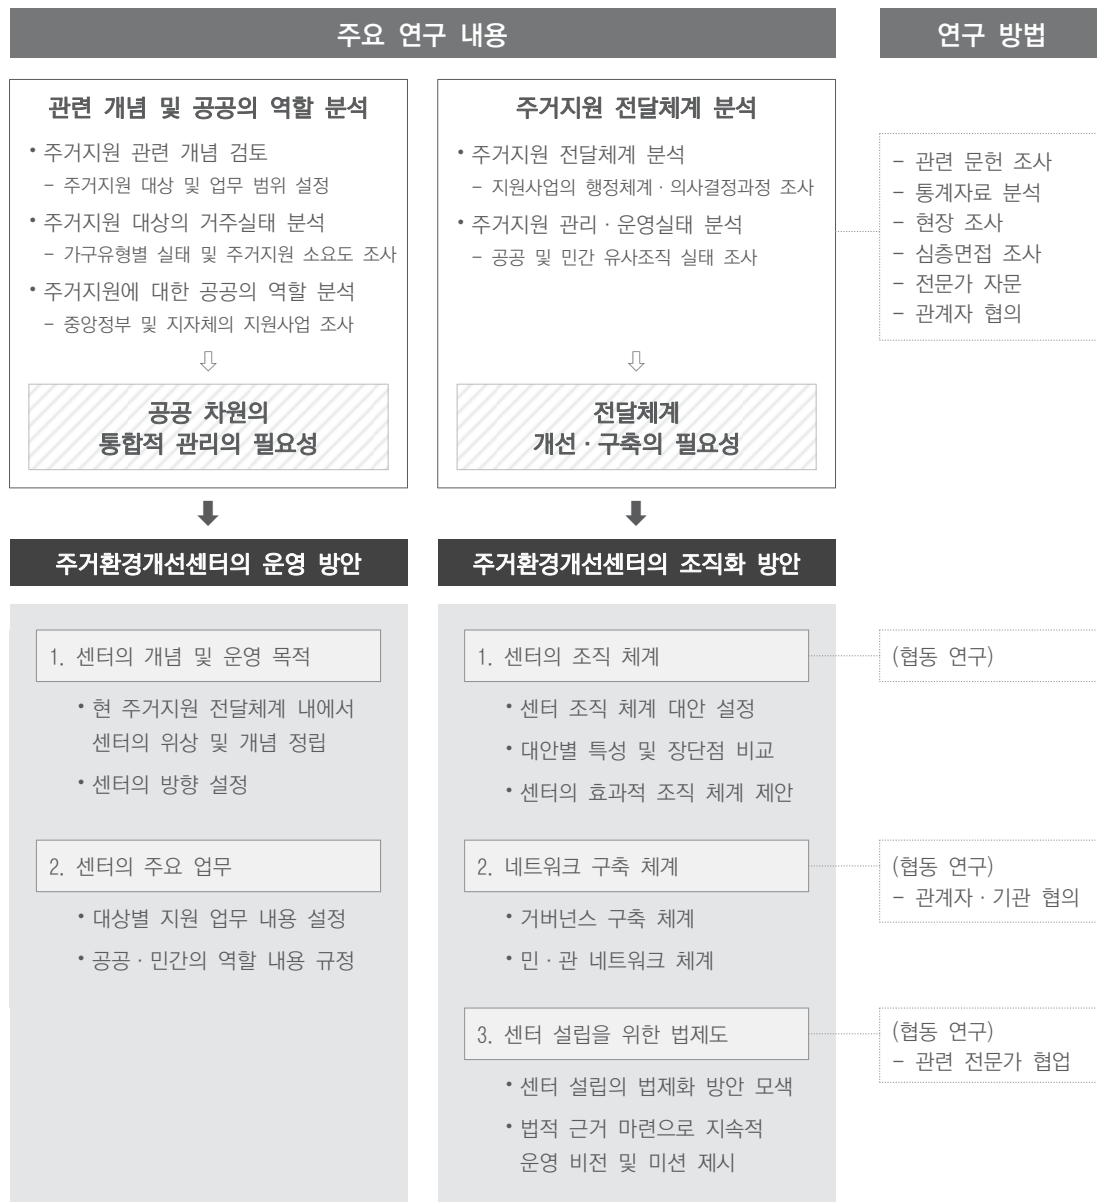 주요 연구 내용
연구 방법
관련 개념 및 공공의 역할 분석
• 주거지원 관련 개념 검토
- 주거지원 대상 및 업무 범위 설정
• 주거지원 대상의 거주실태 분석
- 가구유형별 실태 및 주거지원 소요도 조사
• 주거지원에 대한 공공의 역할 분석
- 중앙정부 및 지자체의 지원사업 조사
⇩
공공 차원의
통합적 관리의 필요성
주거지원 전달체계 분석
• 주거지원 전달체계 분석
- 지원사업의 행정체계·의사결정과정 조사
• 주거지원 관리·운영실태 분석
- 공공 및 민간 유사조직 실태 조사
⇩
전달체계
개선·구축의 필요성
- 관련 문헌 조사
- 통계자료 분석
- 현장 조사
- 심층면접 조사
- 전문가 자문
- 관계자 협의
주거환경개선센터의 운영 방안
1. 센터의 개념 및 운영 목적
• 현 주거지원 전달체계 내에서
센터의 위상 및 개념 정립
• 센터의 방향 설정
2. 센터의 주요 업무
• 대상별 지원 업무 내용 설정
• 공공·민간의 역할 내용 규정
주거환경개선센터의 조직화 방안
1. 센터의 조직 체계
• 센터 조직 체계 대안 설정
• 대안별 특성 및 장단점 비교
• 센터의 효과적 조직 체계 제안
(협동 연구)
2. 네트워크 구축 체계
• 거버넌스 구축 체계
• 민·관 네트워크 체계
(협동 연구)
- 관계자·기관 협의
3. 센터 설립을 위한 법제도
• 센터 설립의 법제화 방안 모색
• 법적 근거 마련으로 지속적
운영 비전 및 미션 제시
(협동 연구)
- 관련 전문가 협업